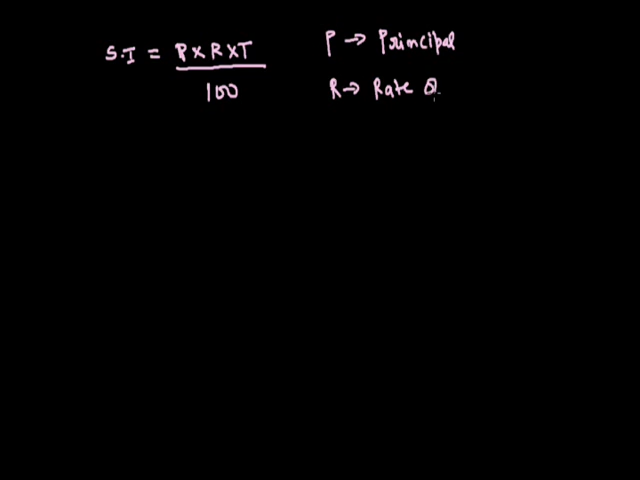 S.I = P x R x T P → Principal
100 R → Rate